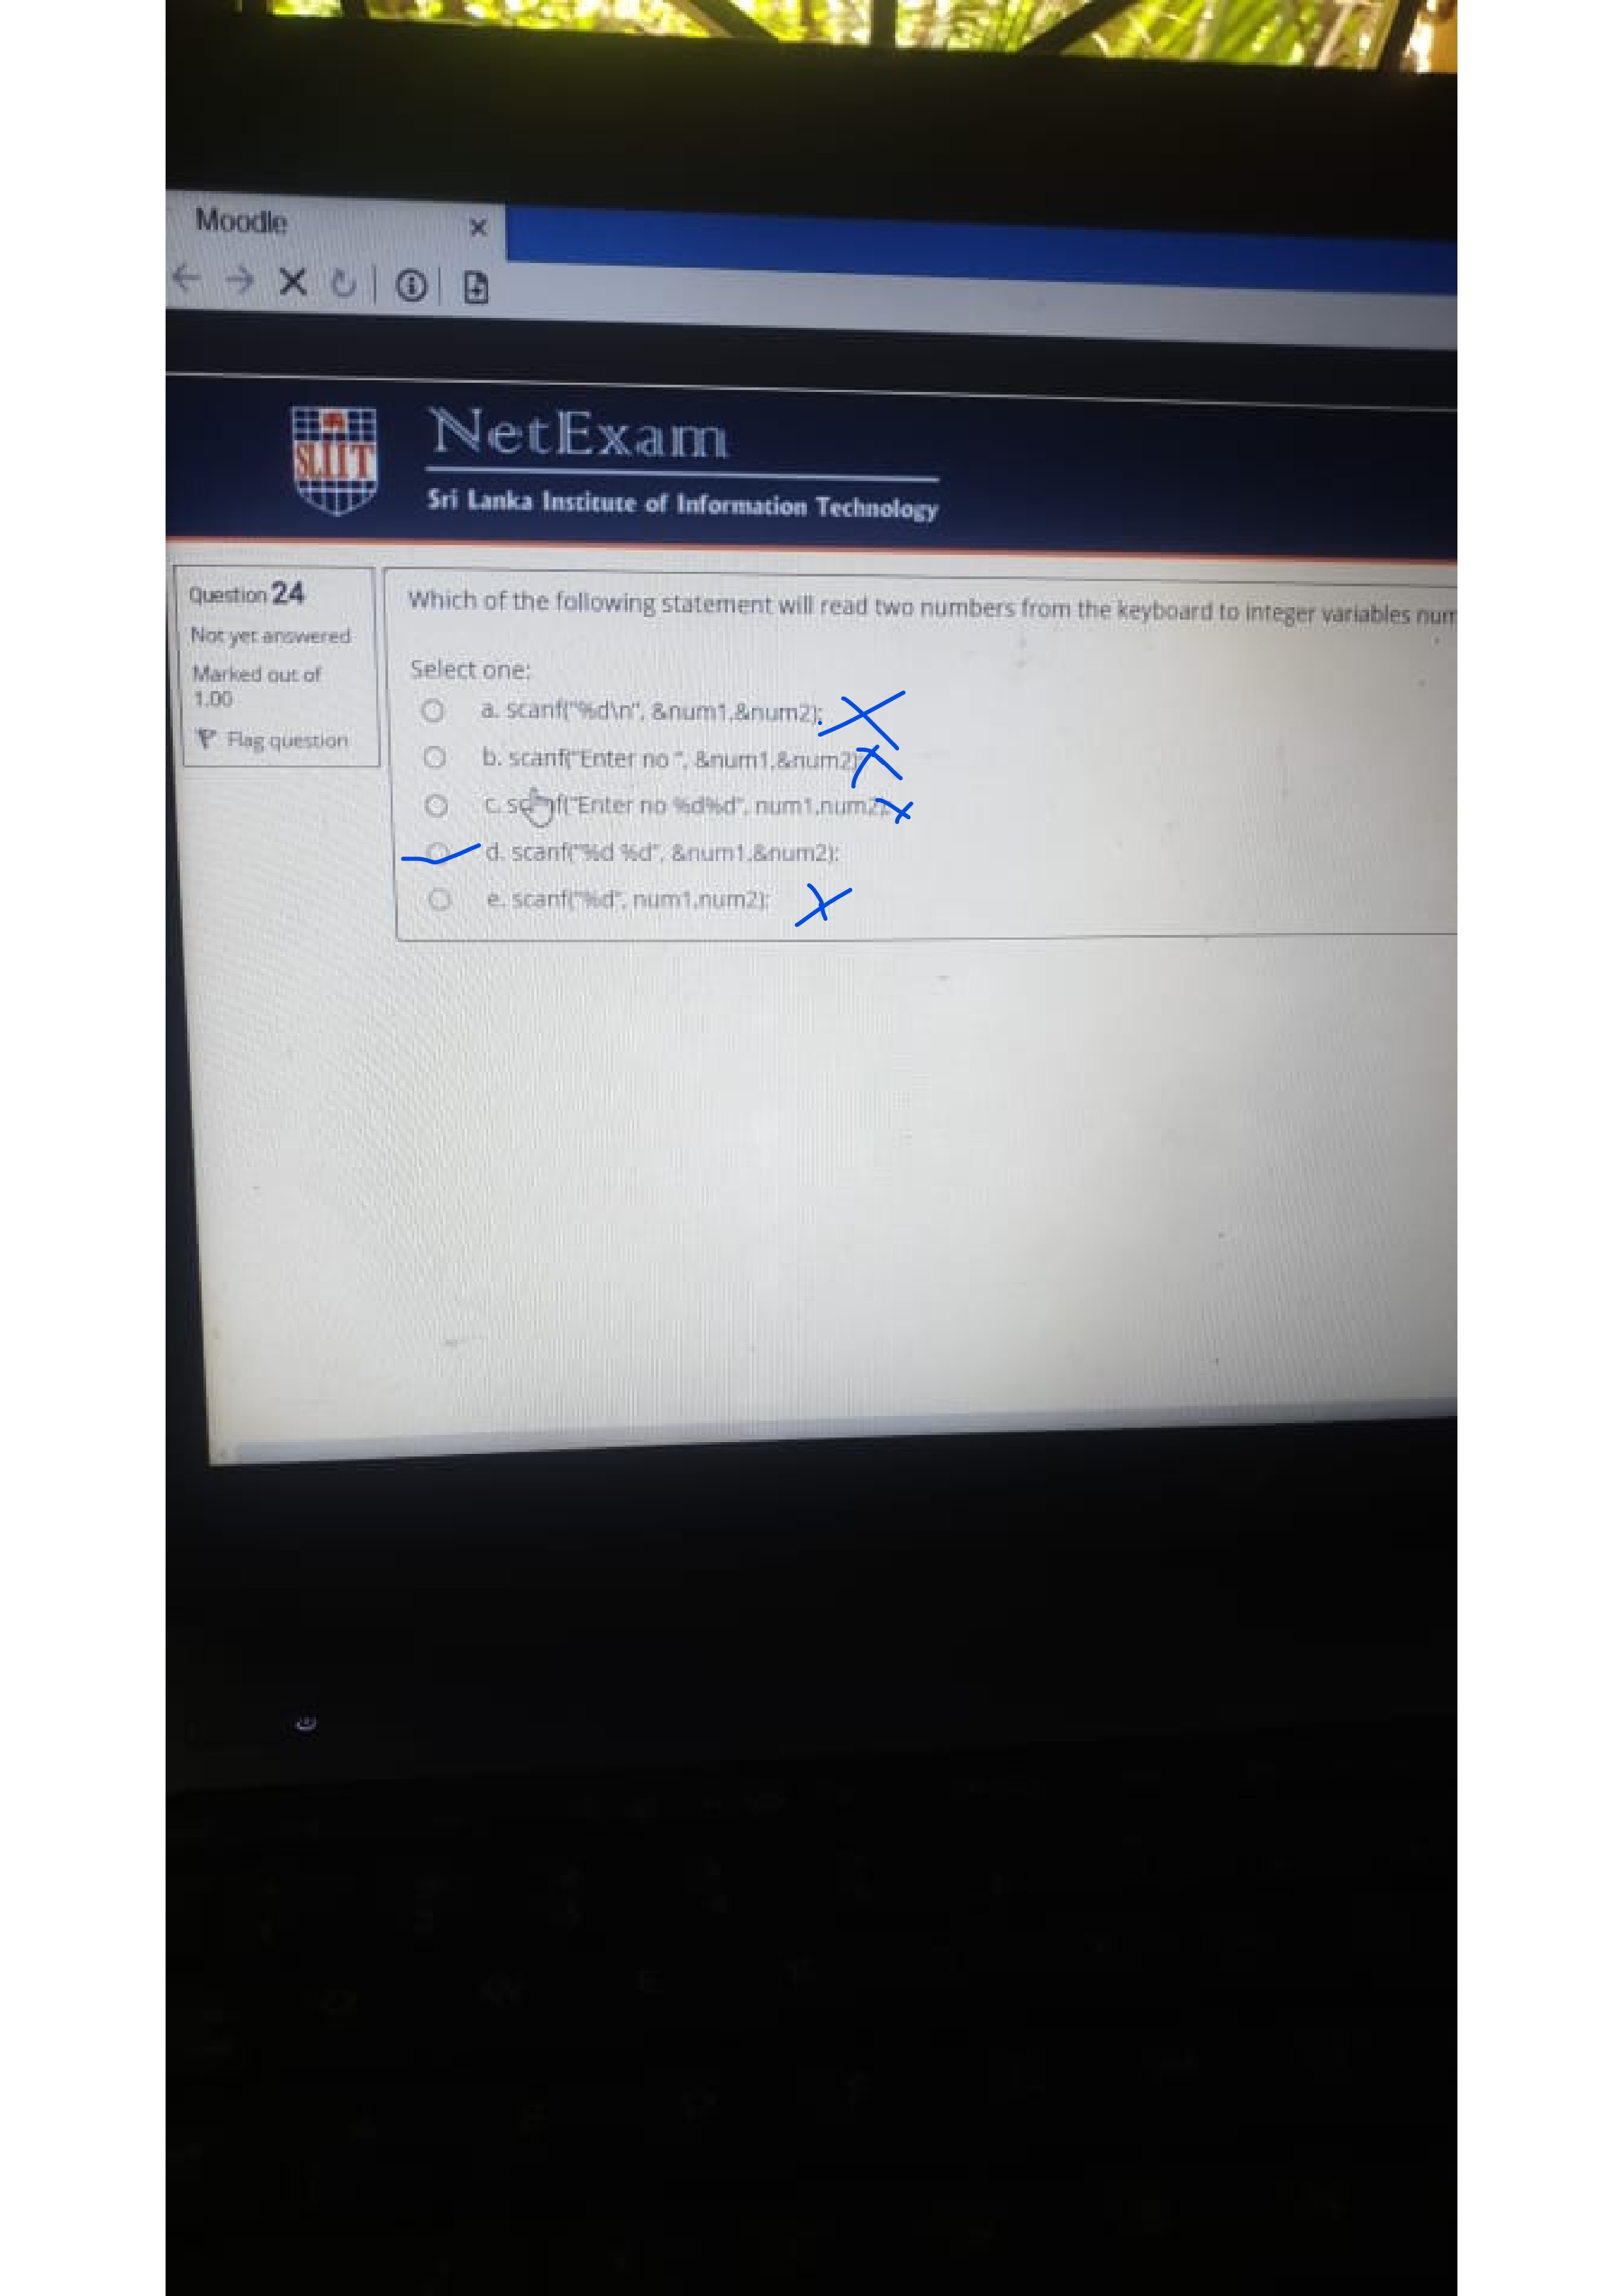 Moodle
NetExam
SLIIT
Sri Lanka Institute of Information Technology
Question 24
Not yet answered
Marked out of
1.00
Flag question
Which of the following statement will read two numbers from the keyboard to integer variables num
Select one:
a. scanf("%d\n", &num1,&num2);
b. scanf("Enter no ", &num1,&num2)
c. scanf("Enter no %d%d", num1,num2);
d. scanf("%d %d", &num1,&num2);
e. scanf("%d", num1,num2);